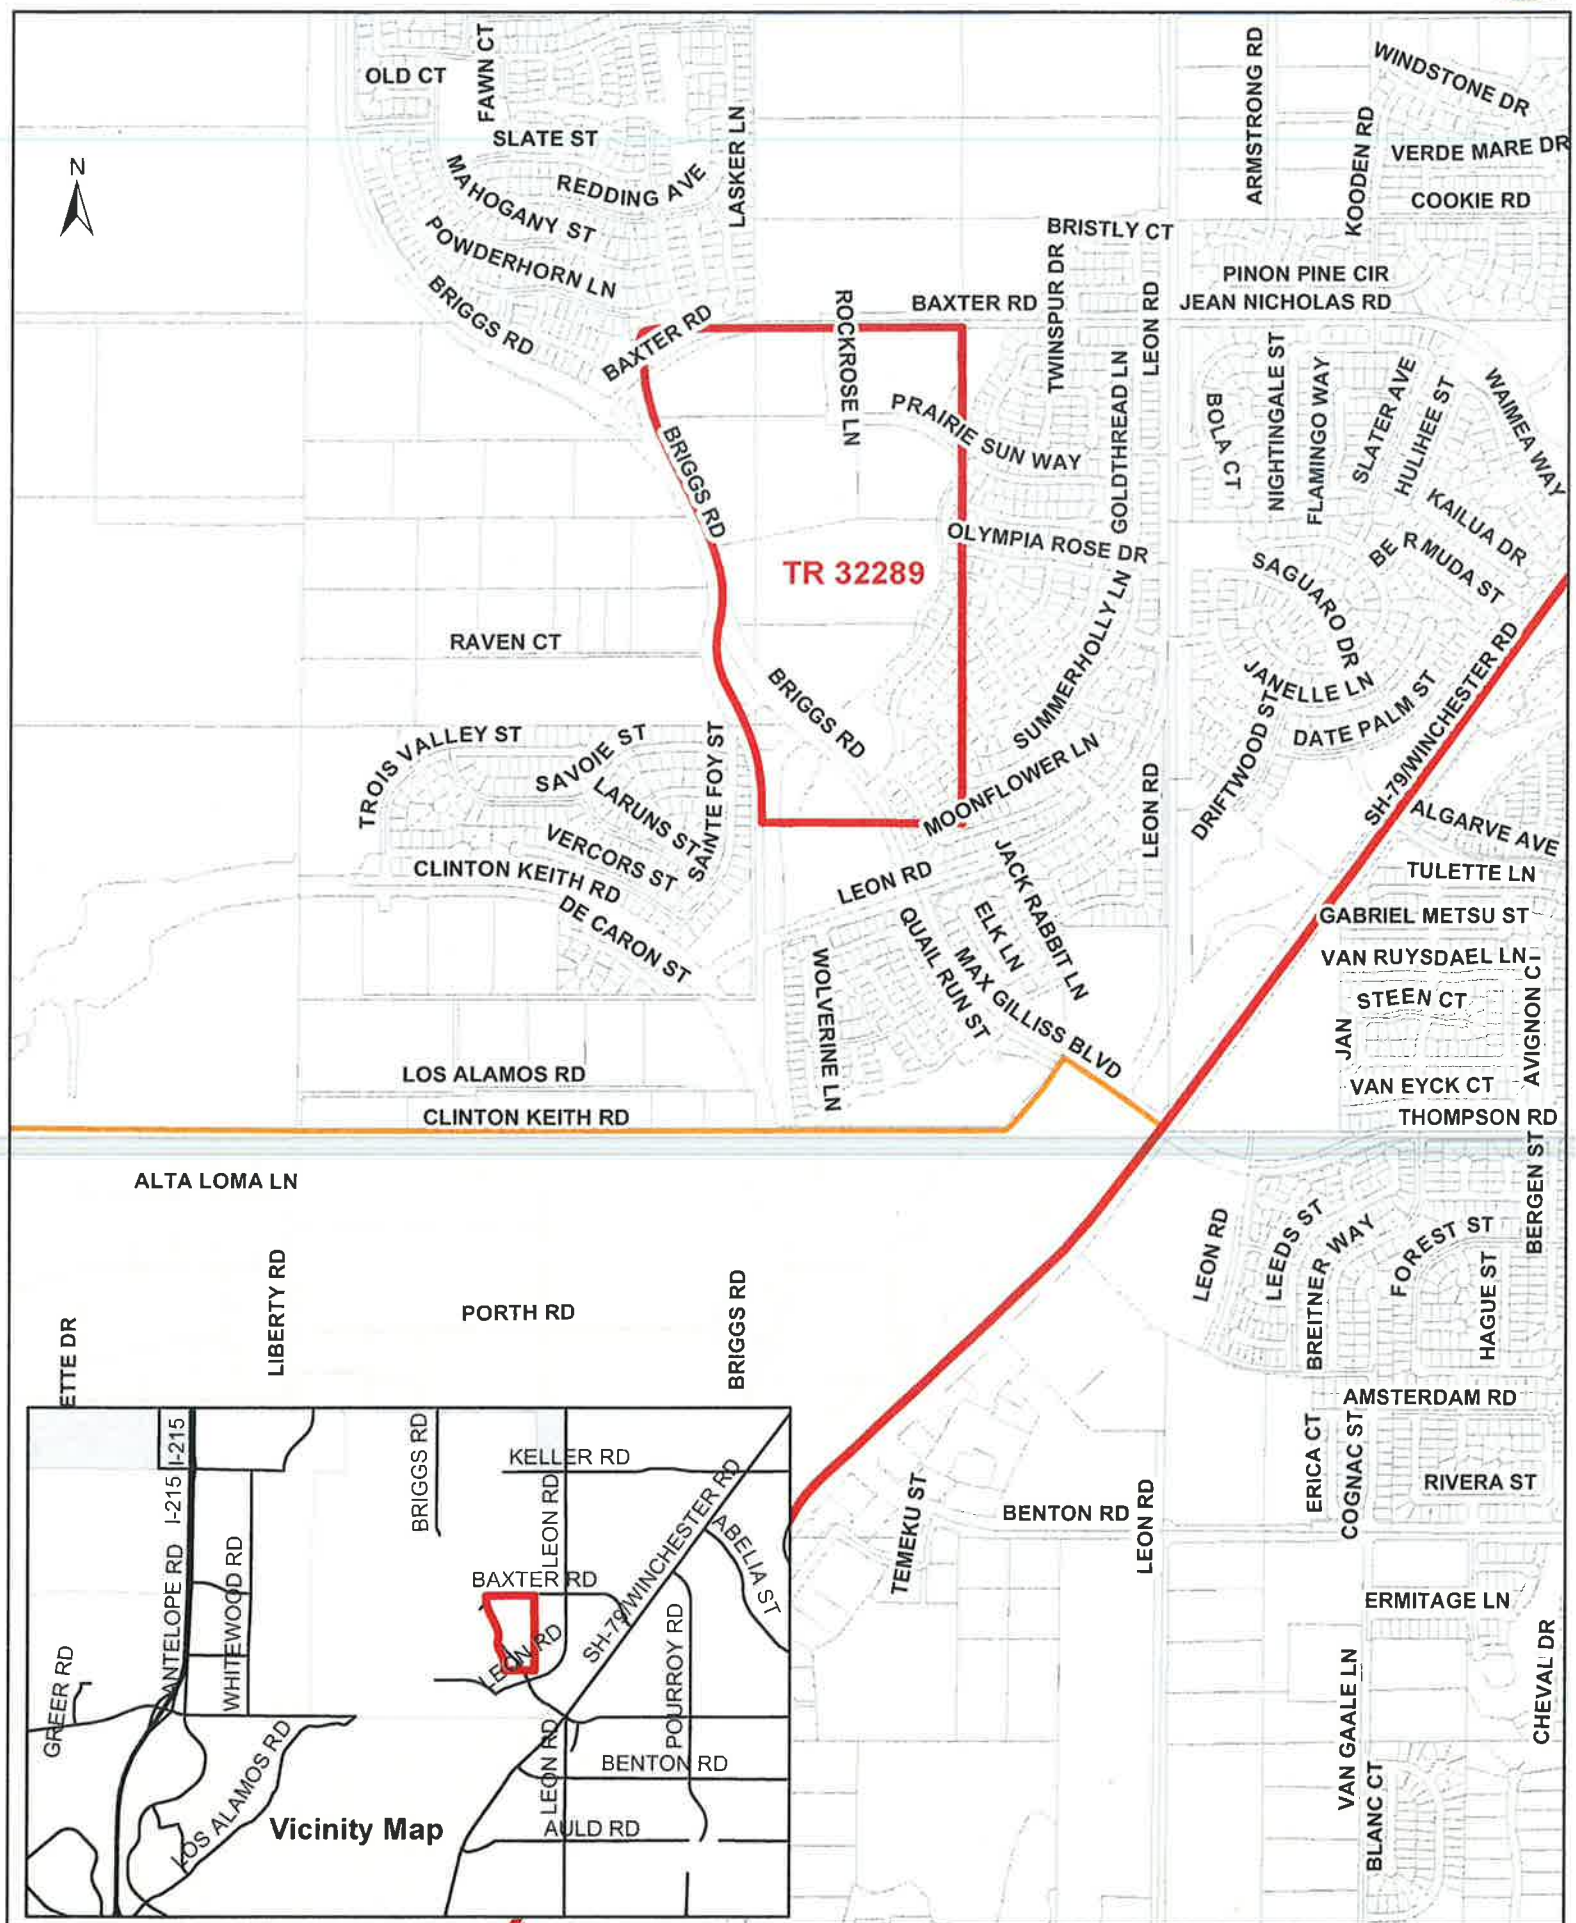 OLD CT
FAWN CT
SLATE ST
LASKER LN
ARMSTRONG RD
WINDSTONE DR
KOODEN RD
VERDE MARE DR
COOKIE RD
N
MAHOGANY ST
REDDING AVE
POWDERHORN LN
BRIGGS RD
BAXTER RD
ROCKROSE LN
BAXTER RD
BRISTLY CT
TWINSPUR DR
LEON RD
PINON PINE CIR
JEAN NICHOLAS RD
GOLDTHREAD LN
PRAIRIE SUN WAY
BOLA CT
NIGHTINGALE ST
FLAMINGO WAY
SLATER AVE
HULIHEE ST
WAIMEA WAY
KAILUA DR
BERMUDA ST
BRIGGS RD
OLYMPIA ROSE DR
TR 32289
SAGUARO DR
RAVEN CT
SUMMERHOLLY LN
JANELLE LN
DATE PALM ST
DRIFTWOOD ST
SH-79/WINCHESTER RD
BRIGGS RD
TROIS VALLEY ST
SAVOIE ST
LARUNS ST
SAINTE FOY ST
VERCORS ST
MOONFLOWER LN
LEON RD
ALGARVE AVE
CLINTON KEITH RD
DE CARON ST
LEON RD
JACK RABBIT LN
ELK LN
QUAIL RUN ST
MAX GILLISS BLVD
WOLVERINE LN
TULETTE LN
GABRIEL METSU ST
VAN RUYSDAEL LN
STEEN CT
JAN
AVIGNON CT
VAN EYCK CT
LOS ALAMOS RD
CLINTON KEITH RD
THOMPSON RD
ALTA LOMA LN
BERGEN ST
LEON RD
LEEDS ST
BREITNER WAY
FOREST ST
HAGUE ST
LIBERTY RD
PORTH RD
BRIGGS RD
ETTE DR
AMSTERDAM RD
ERICA CT
COGNAC ST
RIVERA ST
TEMEKU ST
BENTON RD
LEON RD
ERMITAGE LN
VAN GAALE LN
CHEVAL DR
BLANC CT
I-215
I-215
BRIGGS RD
KELLER RD
LEON RD
ANTELOPE RD
WHITEWOOD RD
BAXTER RD
SH-79/WINCHESTER RD
ABELIA ST
GREER RD
LEON RD
POURROY RD
LOS ALAMOS RD
LEON RD
BENTON RD
AULD RD
Vicinity Map